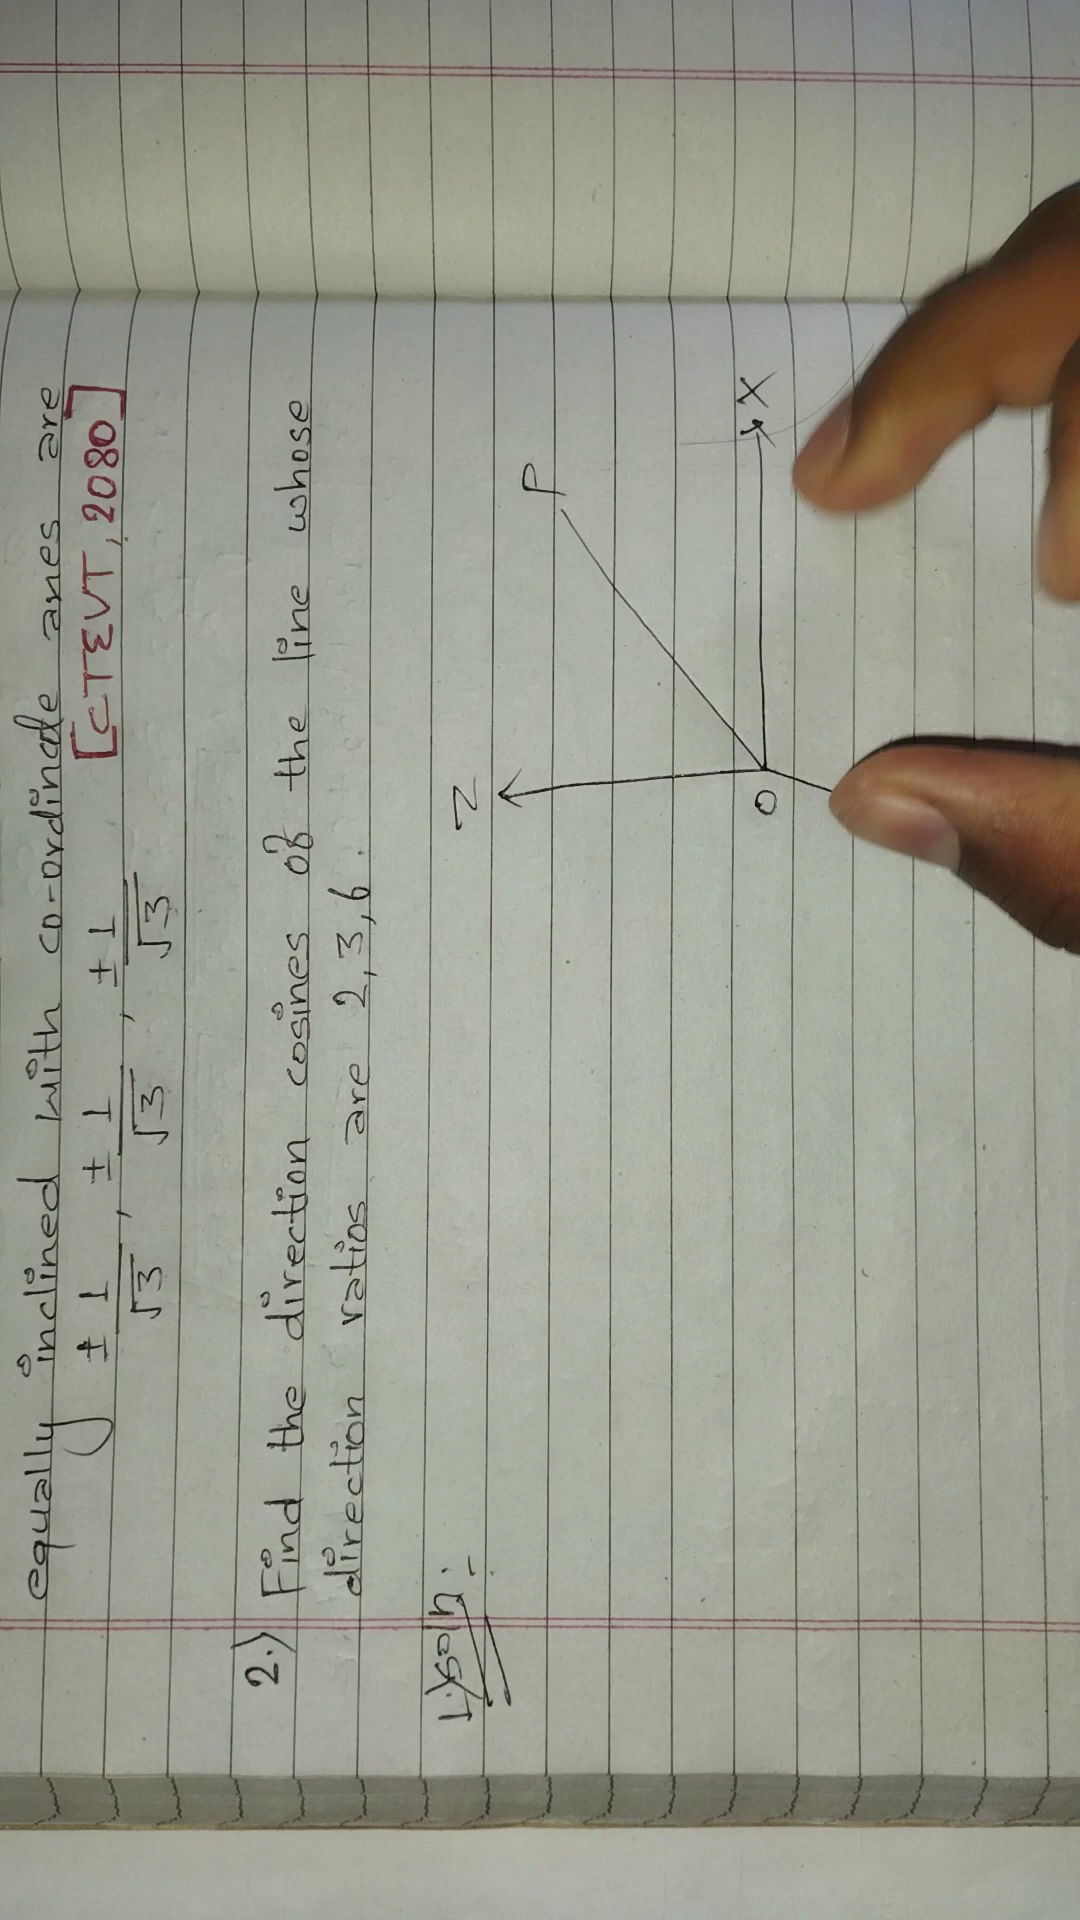 equally inclined with co-ordinate axes are
± 1/√3 , ± 1/√3 , ± 1/√3
[CTEVT, 2080]
2.) Find the direction cosines of the line whose
direction ratios are 2, 3, 6.
1.) soln:-
Z
P
X
O